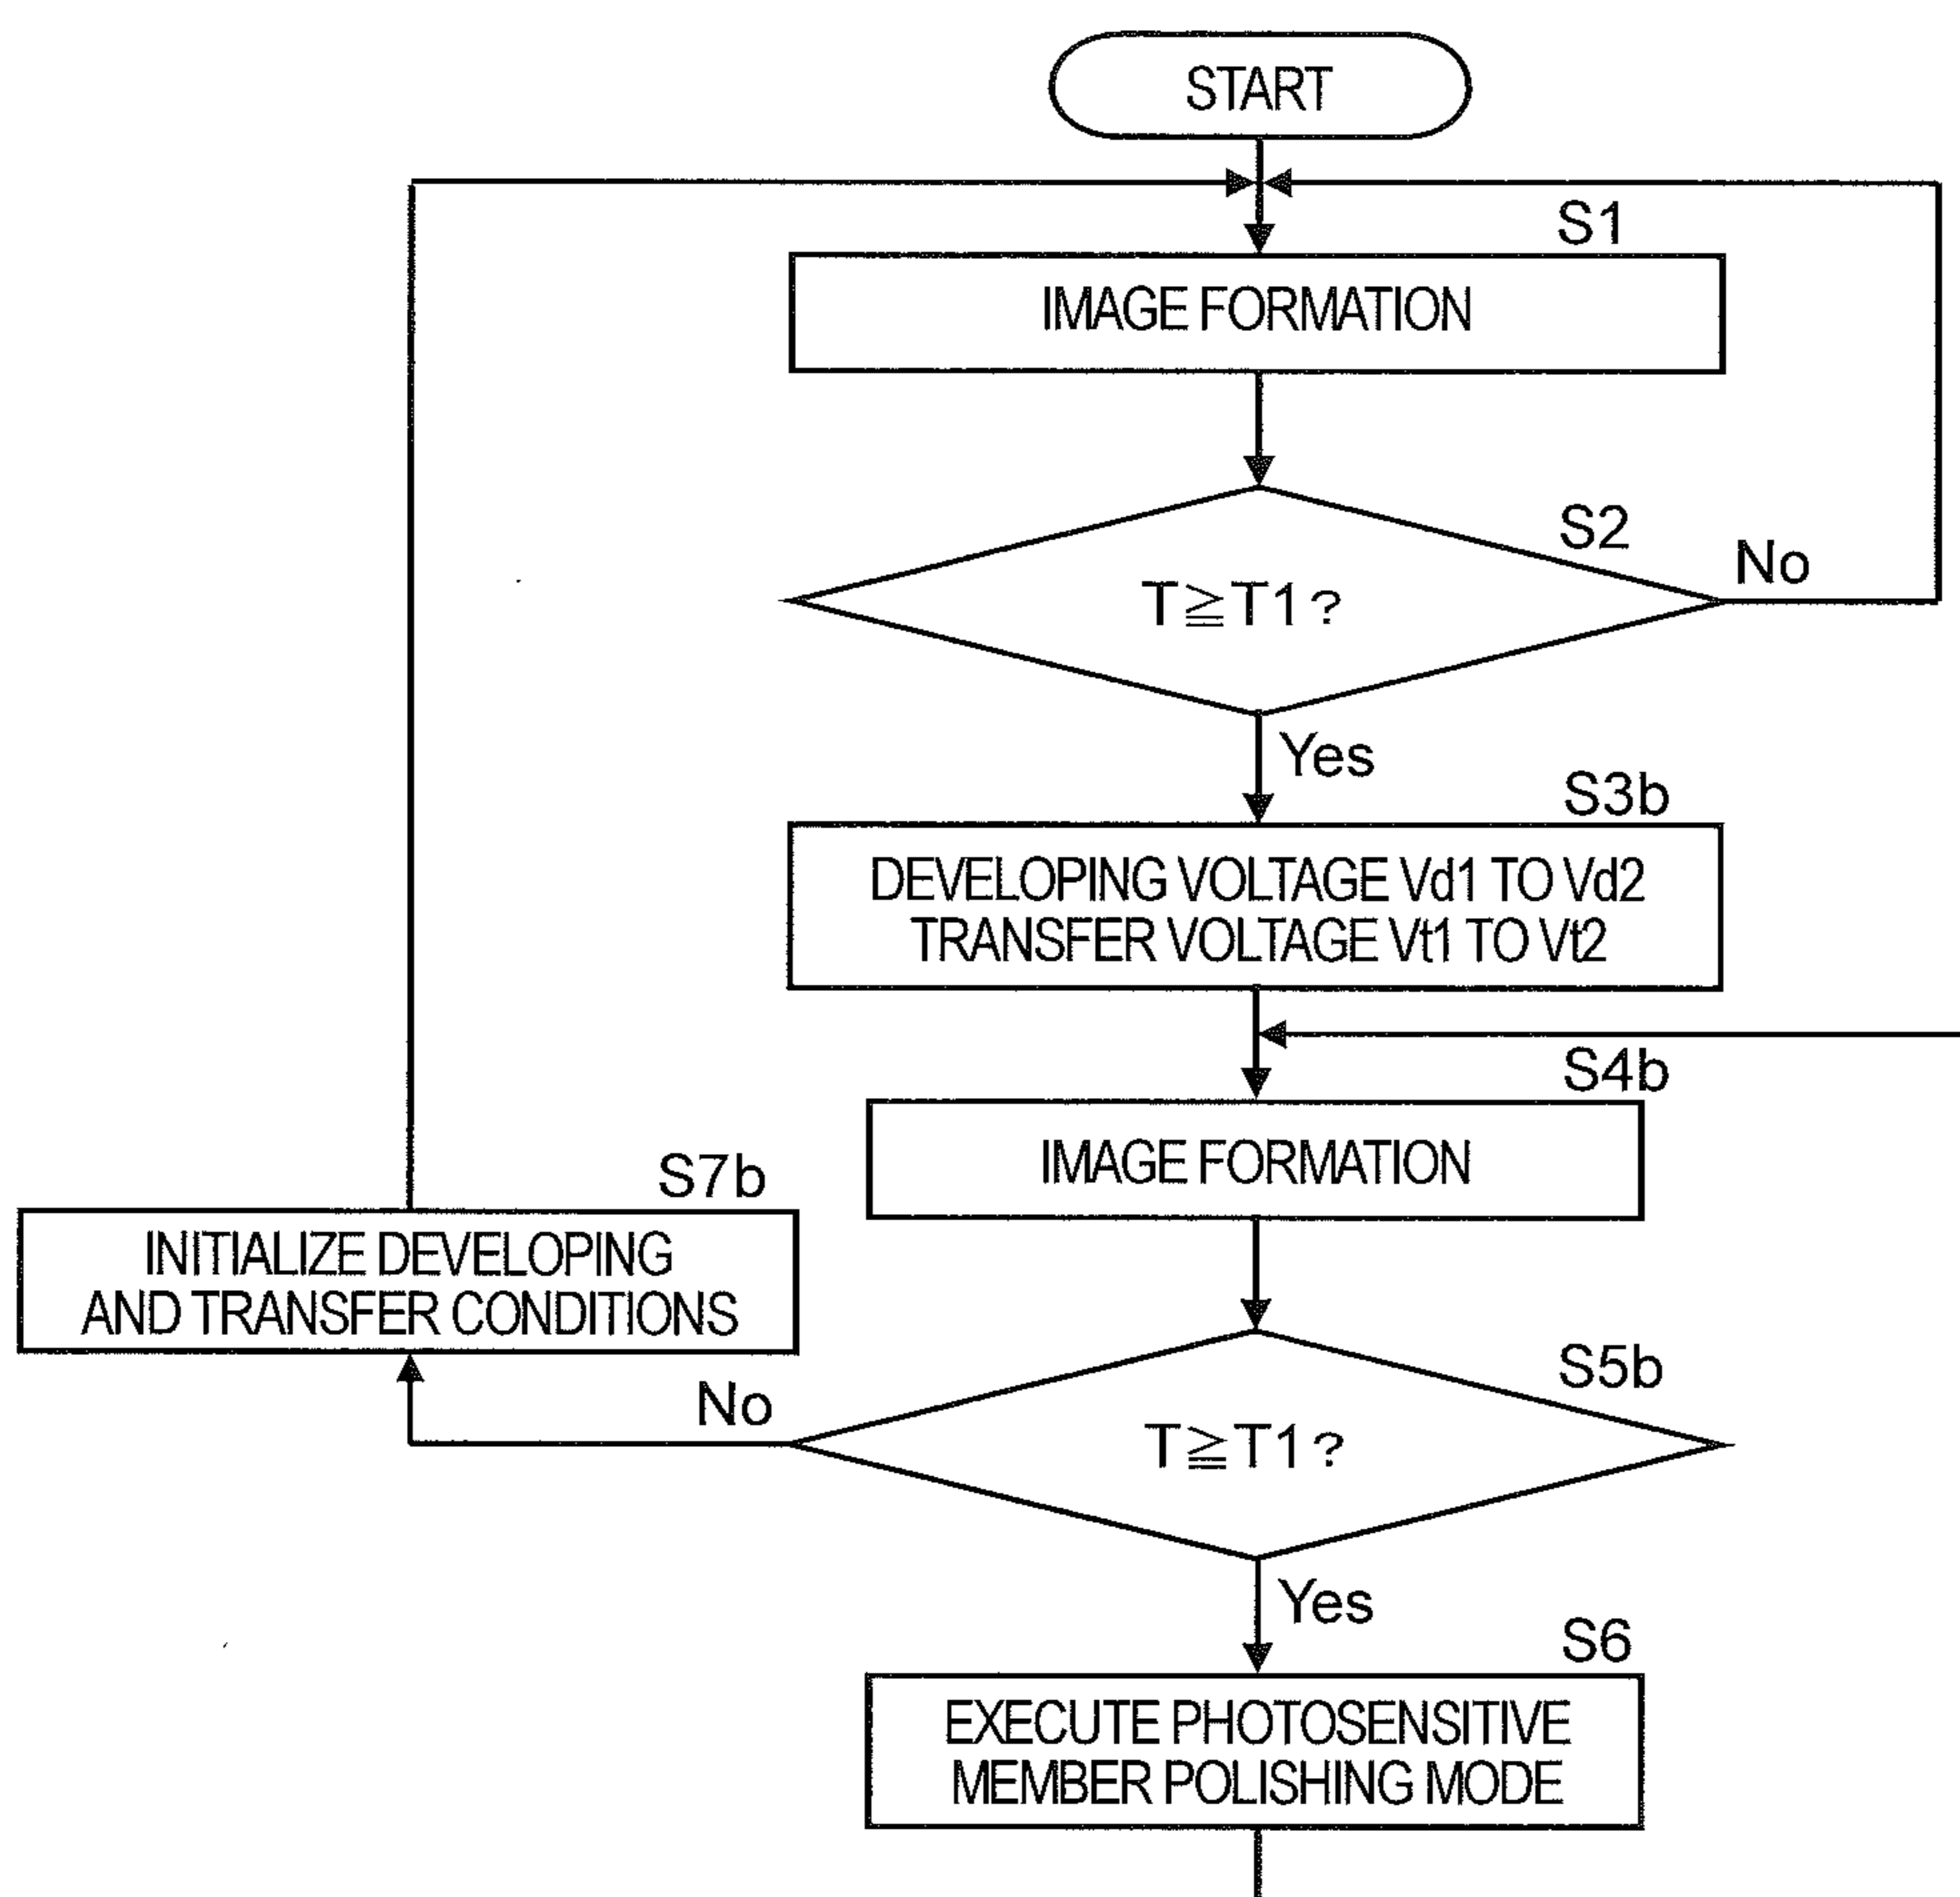 START
S1
IMAGE FORMATION
S2
T≧T1?
No
Yes
S3b
DEVELOPING VOLTAGE Vd1 TO Vd2
TRANSFER VOLTAGE Vt1 TO Vt2
S4b
IMAGE FORMATION
S7b
INITIALIZE DEVELOPING
AND TRANSFER CONDITIONS
S5b
No
T≧T1?
Yes
S6
EXECUTE PHOTOSENSITIVE
MEMBER POLISHING MODE